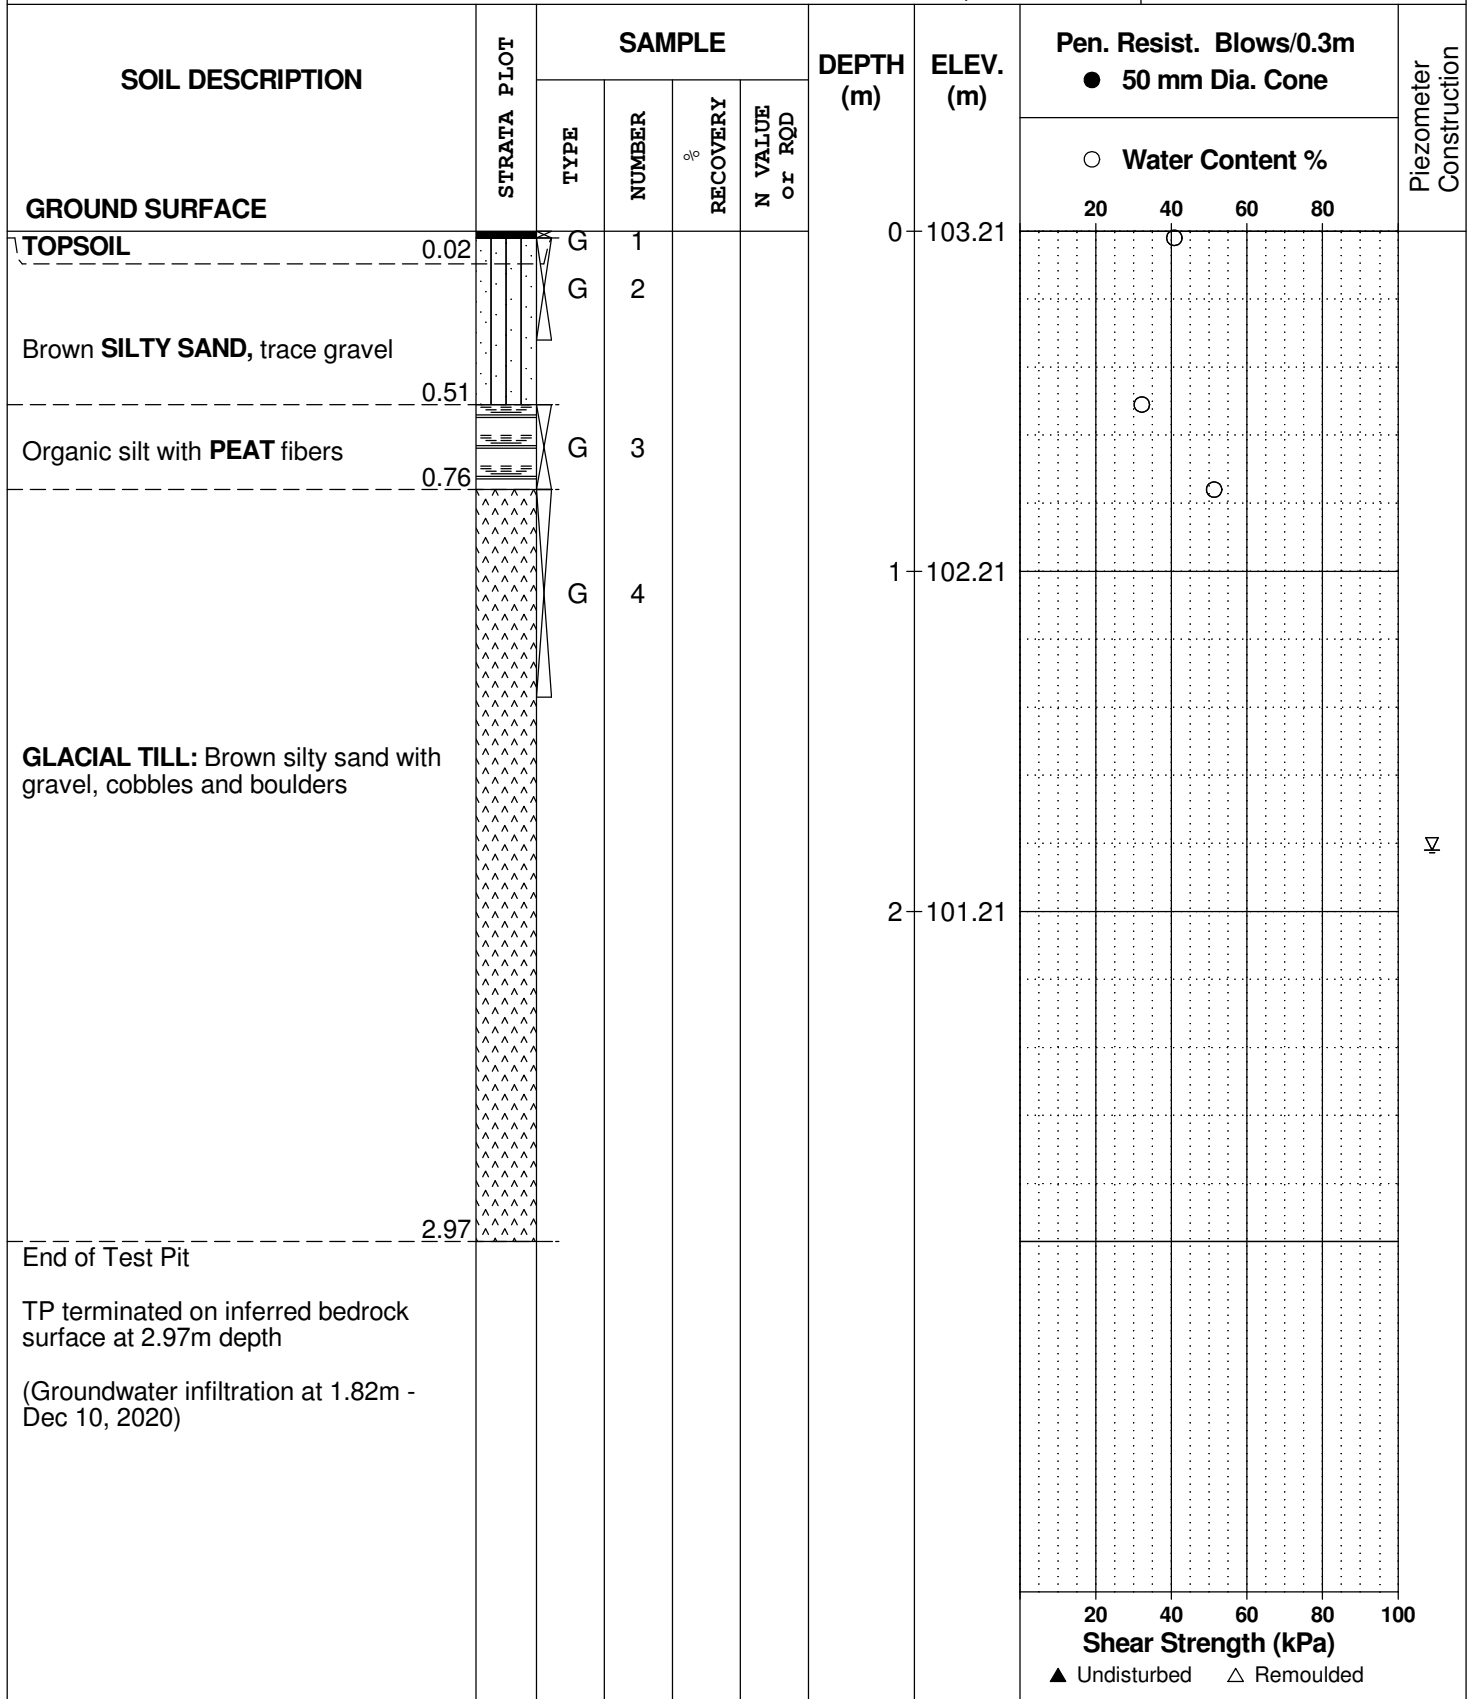 SOIL DESCRIPTION
GROUND SURFACE
STRATA PLOT
SAMPLE
TYPE
NUMBER
% RECOVERY
N VALUE
or RQD
DEPTH
(m)
ELEV.
(m)
Pen. Resist. Blows/0.3m
● 50 mm Dia. Cone
○ Water Content %
20 40 60 80
Piezometer
Construction
TOPSOIL 0.02
G 1
0 103.21
G 2
Brown SILTY SAND, trace gravel
0.51
Organic silt with PEAT fibers
G 3
0.76
1 102.21
G 4
GLACIAL TILL: Brown silty sand with
gravel, cobbles and boulders
2 101.21
2.97
End of Test Pit
TP terminated on inferred bedrock
surface at 2.97m depth
(Groundwater infiltration at 1.82m -
Dec 10, 2020)
20 40 60 80 100
Shear Strength (kPa)
▲ Undisturbed △ Remoulded